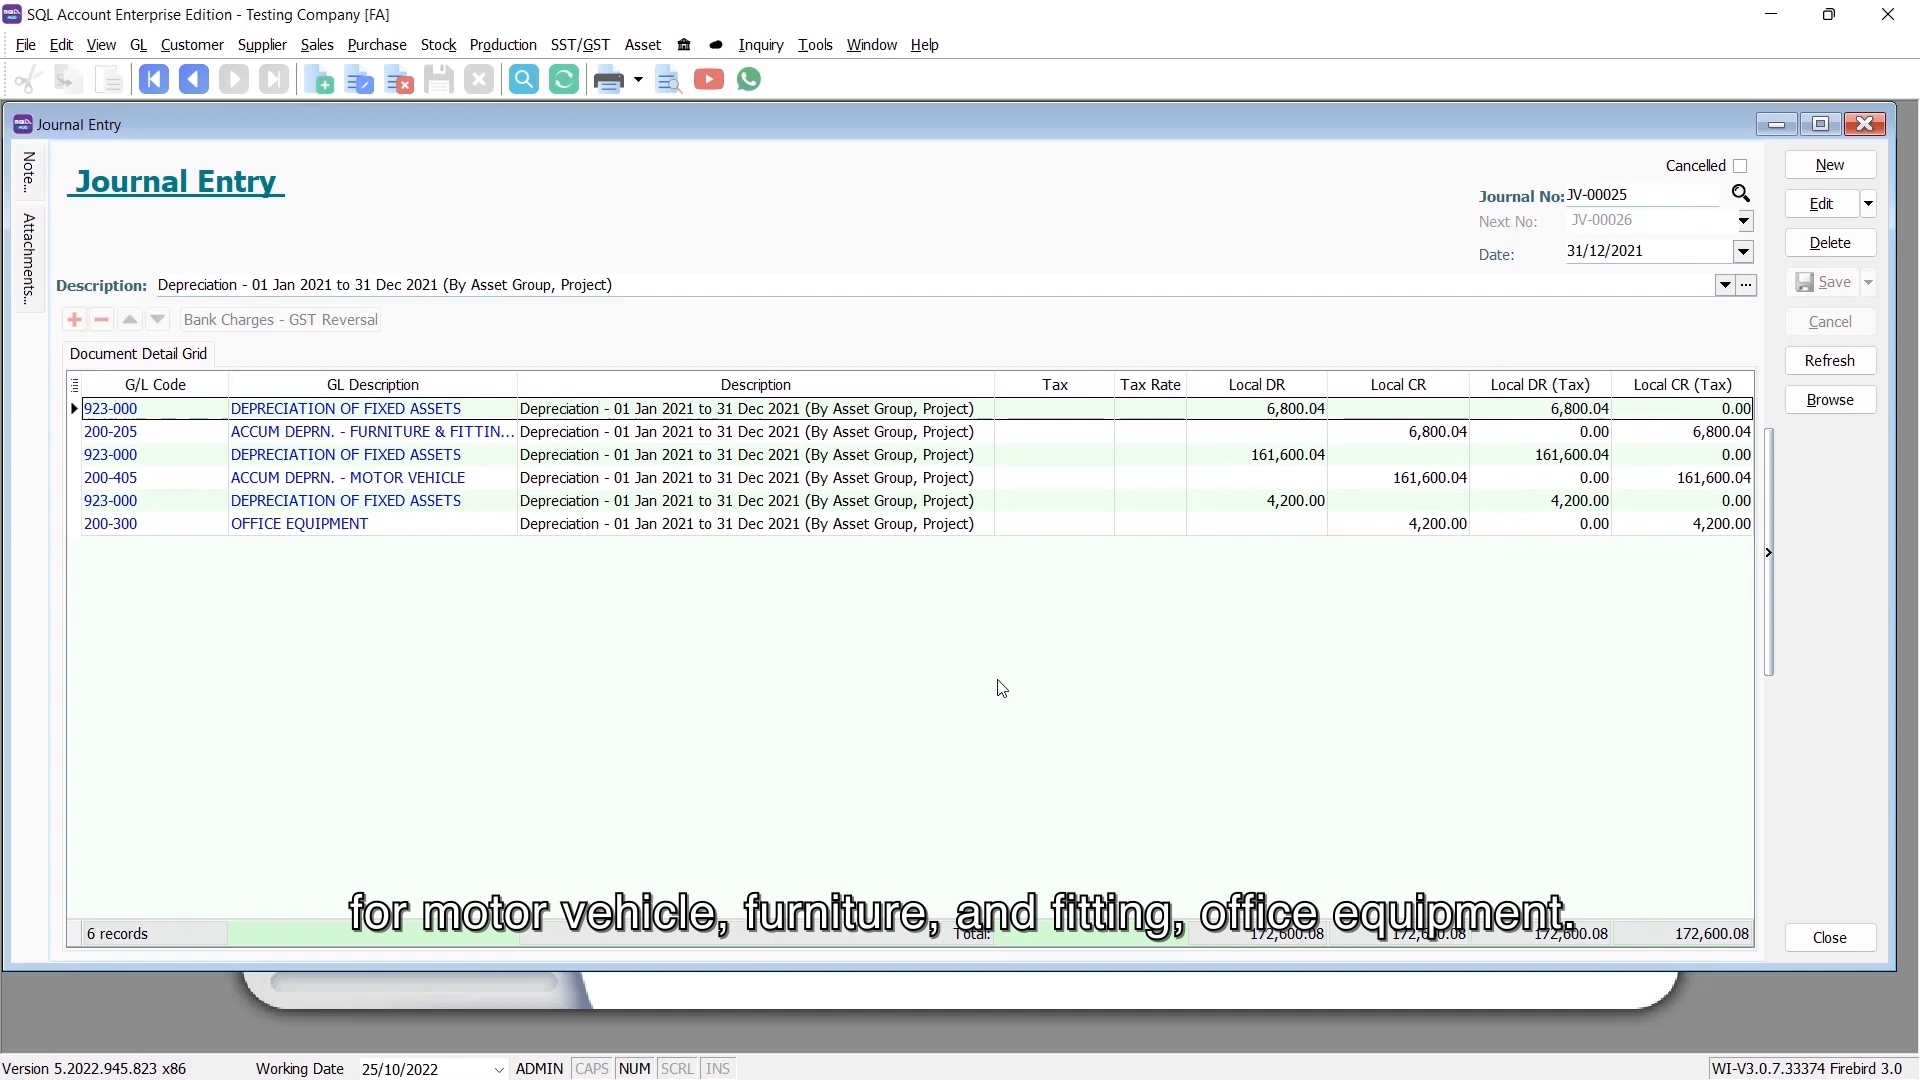 SQL Account Enterprise Edition - Testing Company [FA]
File Edit View GL Customer Supplier Sales Purchase Stock Production SST/GST Asset Inquiry Tools Window Help
Journal Entry
Note...
Attachments...
Journal Entry
Cancelled
Journal No: JV-00025
Next No: JV-00026
Date: 31/12/2021
Description: Depreciation - 01 Jan 2021 to 31 Dec 2021 (By Asset Group, Project)
Bank Charges - GST Reversal
Document Detail Grid
G/L Code GL Description Description Tax Tax Rate Local DR Local CR Local DR (Tax) Local CR (Tax)
923-000 DEPRECIATION OF FIXED ASSETS Depreciation - 01 Jan 2021 to 31 Dec 2021 (By Asset Group, Project) 6,800.04 6,800.04 0.00
200-205 ACCUM DEPRN. - FURNITURE & FITTIN... Depreciation - 01 Jan 2021 to 31 Dec 2021 (By Asset Group, Project) 6,800.04 0.00 6,800.04
923-000 DEPRECIATION OF FIXED ASSETS Depreciation - 01 Jan 2021 to 31 Dec 2021 (By Asset Group, Project) 161,600.04 161,600.04 0.00
200-405 ACCUM DEPRN. - MOTOR VEHICLE Depreciation - 01 Jan 2021 to 31 Dec 2021 (By Asset Group, Project) 161,600.04 0.00 161,600.04
923-000 DEPRECIATION OF FIXED ASSETS Depreciation - 01 Jan 2021 to 31 Dec 2021 (By Asset Group, Project) 4,200.00 4,200.00 0.00
200-300 OFFICE EQUIPMENT Depreciation - 01 Jan 2021 to 31 Dec 2021 (By Asset Group, Project) 4,200.00 0.00 4,200.00
for motor vehicle, furniture, and fitting, office equipment.
6 records Total: 172,600.08 172,600.08 172,600.08 172,600.08
New
Edit
Delete
Save
Cancel
Refresh
Browse
Close
Version 5.2022.945.823 x86 Working Date 25/10/2022 ADMIN CAPS NUM SCRL INS WI-V3.0.7.33374 Firebird 3.0